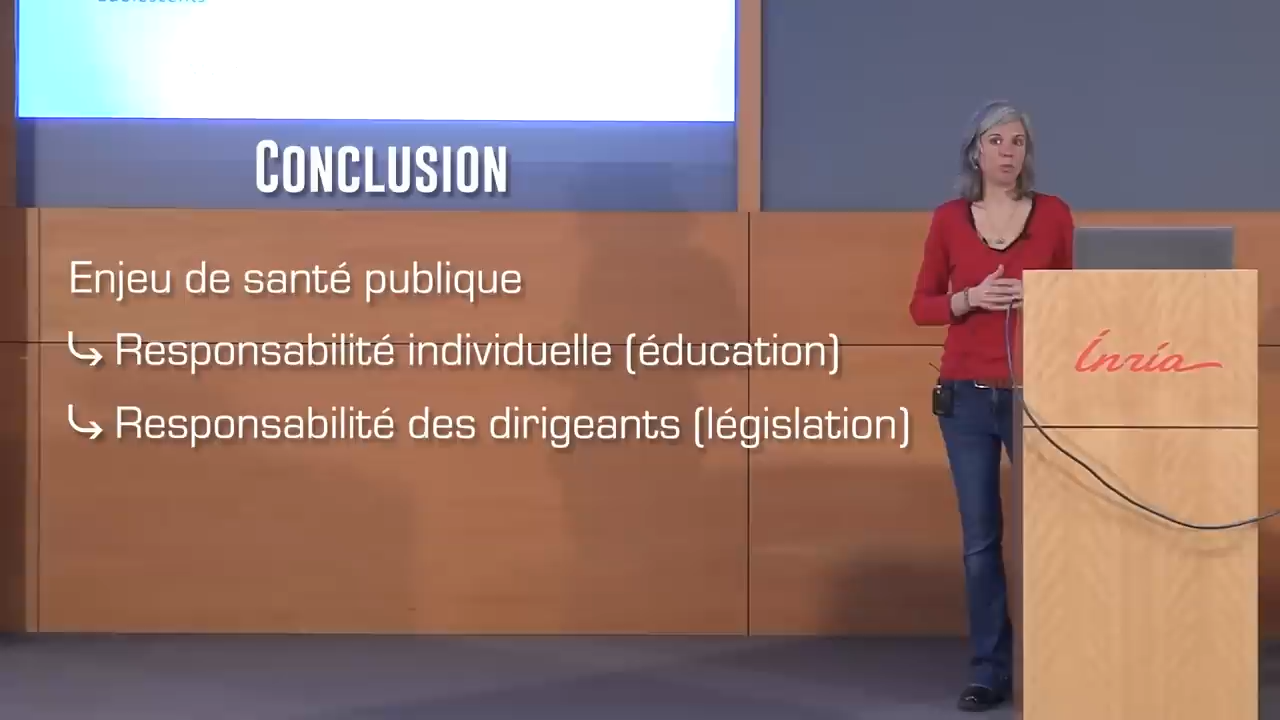 CONCLUSION
Enjeu de santé publique
↳ Responsabilité individuelle (éducation)
↳ Responsabilité des dirigeants (législation)
Inria